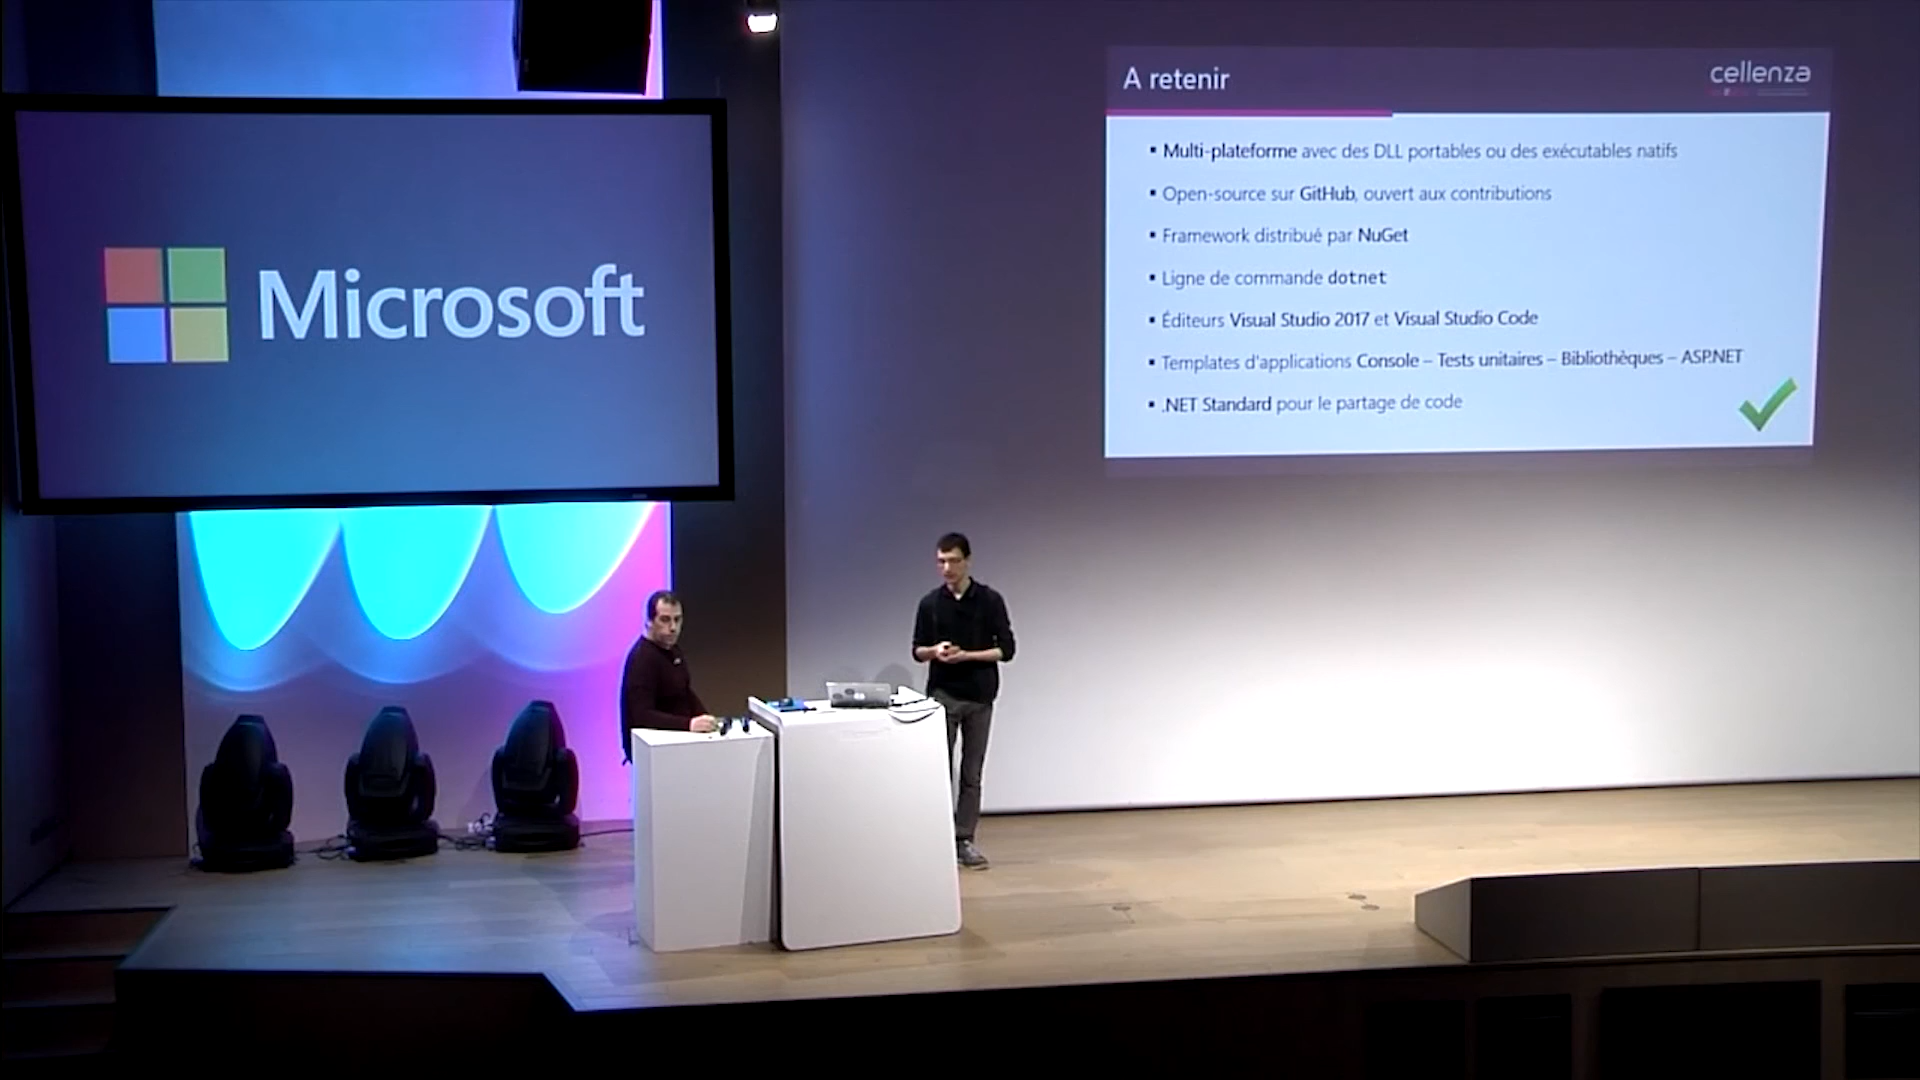 Microsoft
A retenir
cellenza
Multi-plateforme avec des DLL portables ou des exécutables natifs
Open-source sur GitHub, ouvert aux contributions
Framework distribué par NuGet
Ligne de commande dotnet
Éditeurs Visual Studio 2017 et Visual Studio Code
Templates d'applications Console – Tests unitaires – Bibliothèques – ASP.NET
.NET Standard pour le partage de code